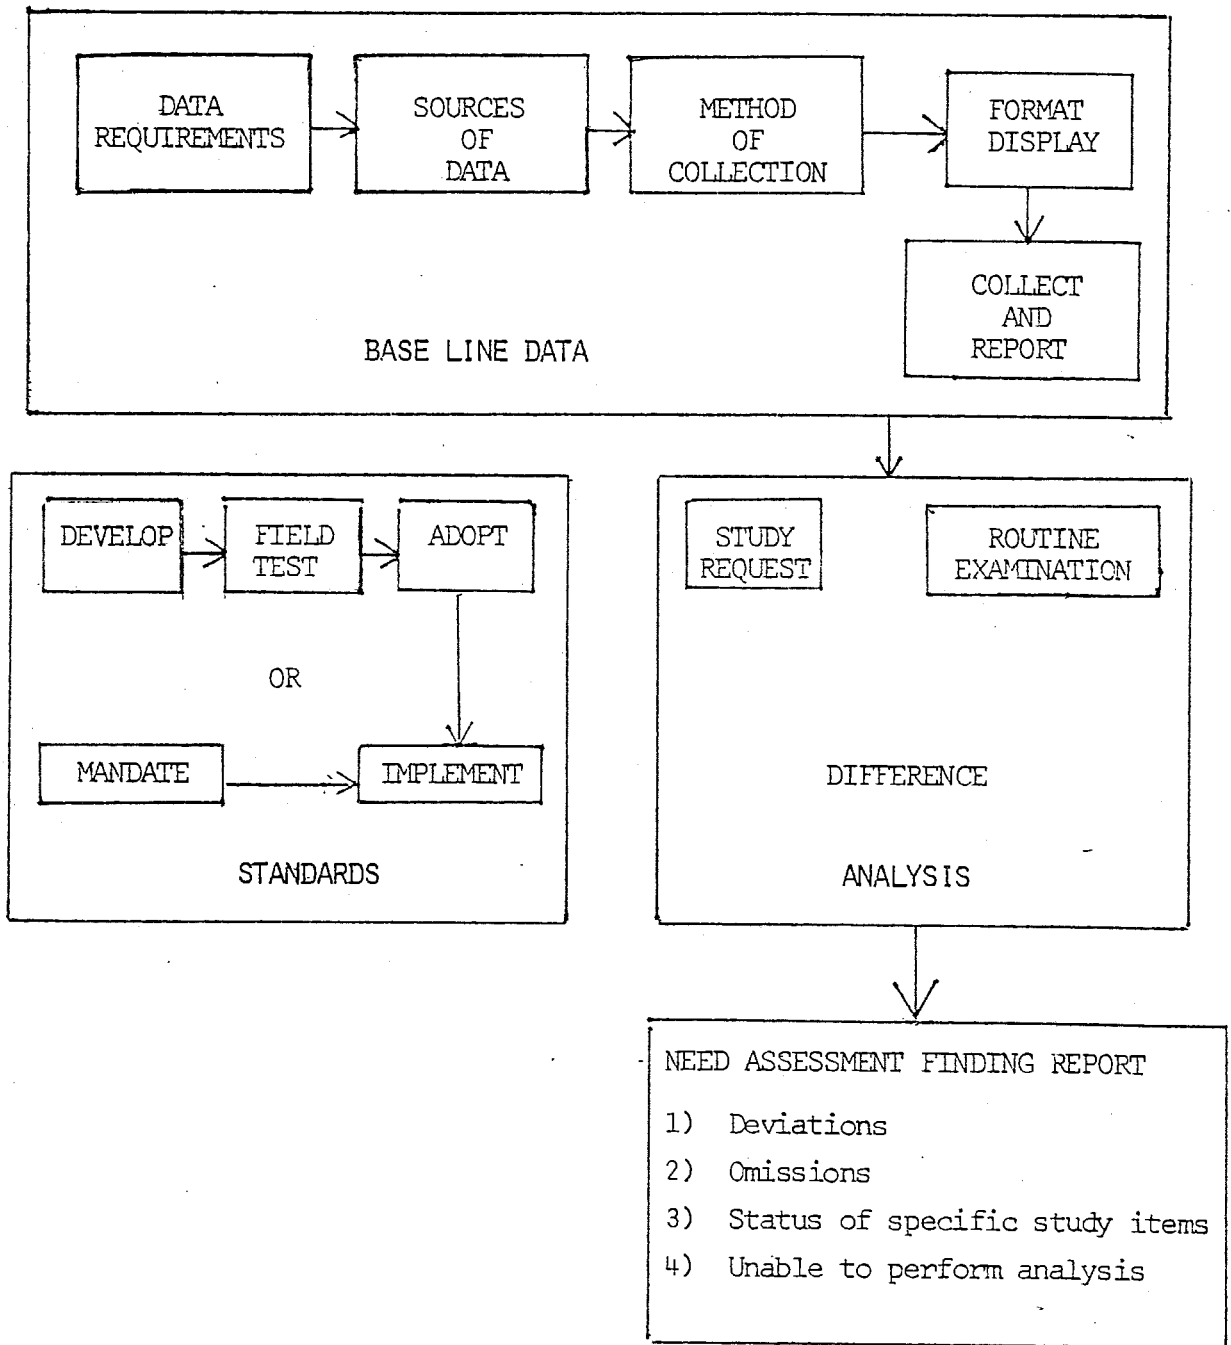 DATA
REQUIREMENTS
SOURCES
OF
DATA
METHOD
OF
COLLECTION
FORMAT
DISPLAY
COLLECT
AND
REPORT
BASE LINE DATA
DEVELOP
FIELD
TEST
ADOPT
OR
MANDATE
IMPLEMENT
STANDARDS
STUDY
REQUEST
ROUTINE
EXAMINATION
DIFFERENCE
ANALYSIS
NEED ASSESSMENT FINDING REPORT
1) Deviations
2) Omissions
3) Status of specific study items
4) Unable to perform analysis